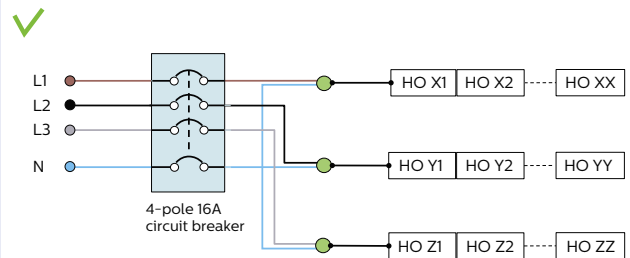 L1
L2
L3
N
4-pole 16A
circuit breaker
HO X1 HO X2 HO XX
HO Y1 HO Y2 HO YY
HO Z1 HO Z2 HO ZZ